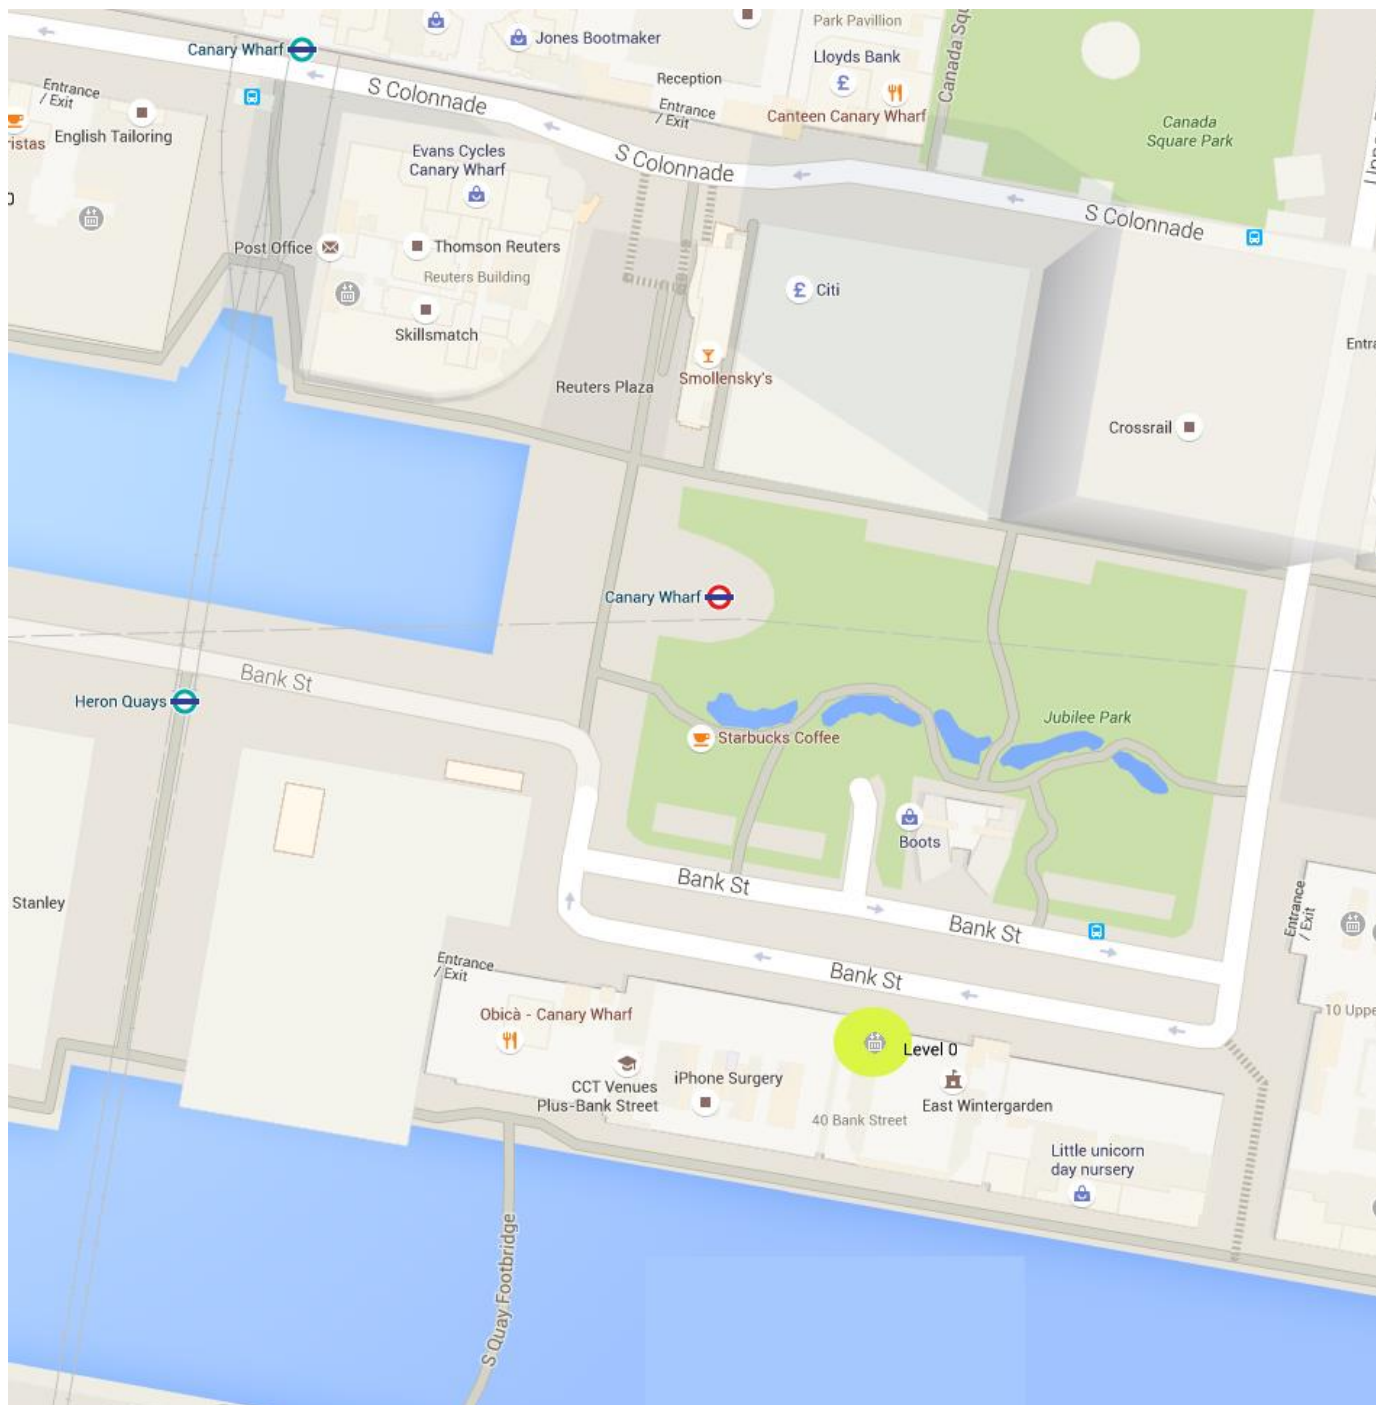 Park Pavillion
Jones Bootmaker
Canary Wharf
Lloyds Bank
Reception
Canada Squ
Entrance
/ Exit
S Colonnade
Entrance
/ Exit
Canteen Canary Wharf
Canada
Square Park
English Tailoring
ristas
Evans Cycles
Canary Wharf
S Colonnade
S Colonnade
Post Office
Thomson Reuters
Reuters Building
Citi
Skillsmatch
Entra
Smollensky's
Reuters Plaza
Crossrail
Canary Wharf
Bank St
Heron Quays
Jubilee Park
Starbucks Coffee
Boots
Bank St
Stanley
Entrance
/ Exit
Bank St
Entrance
/ Exit
Bank St
Obicà - Canary Wharf
10 Uppe
Level 0
CCT Venues
Plus-Bank Street
iPhone Surgery
East Wintergarden
40 Bank Street
Little unicorn
day nursery
S Quay Footbridge